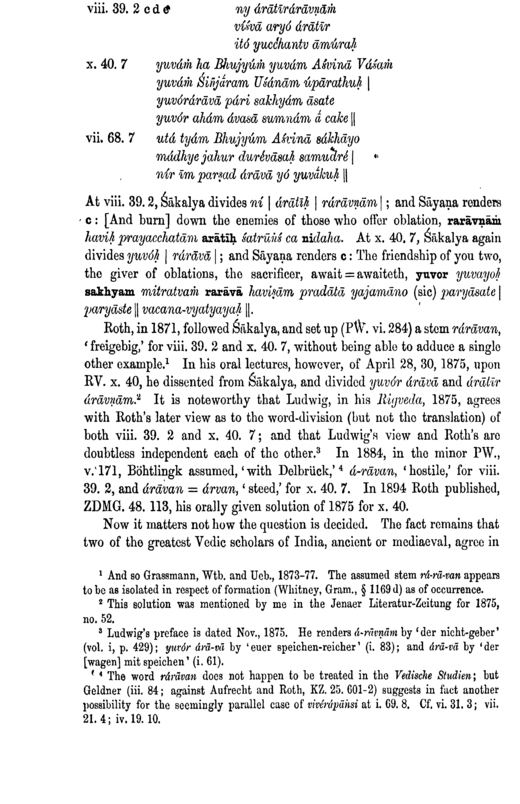 viii. 39. 2 c d e ny árātīrárāvṇāṁ
víśvā aryó árātīr
itó yucchantv āmúraḥ
x. 40. 7 yuváṁ ha Bhujyúṁ yuvám Aśvinā Váśaṁ
yuváṁ Śiñjā́ram Uśánām úpārathuḥ |
yuvórárāvā pári sakhyám āsate
yuvór ahám ávasā sumnám ā́ cake ||
vii. 68. 7 utá tyám Bhujyúm Aśvinā sákhāyo
mádhye jahur durévāsaḥ samudré |
nír īm parṣad árāvā yó yuvā́kuḥ ||
At viii. 39. 2, Śākalya divides ní | árātīḥ | rárāvṇām | ; and Sāyaṇa renders
c : [And burn] down the enemies of those who offer oblation, rarāvṇāṁ
haviḥ prayacchatām arātīḥ śatrūṅś ca nidaha. At x. 40. 7, Śākalya again
divides yuvóḥ | rárāvā | ; and Sāyaṇa renders c : The friendship of you two,
the giver of oblations, the sacrificer, await = awaiteth, yuvor yuvayoḥ
sakhyam mitratvaṁ rarāvā haviṣām pradātā yajamāno (sic) paryāsate |
paryāste || vacana-vyatyayaḥ ||.
Roth, in 1871, followed Śākalya, and set up (PW. vi. 284) a stem rárāvan,
‘freigebig,’ for viii. 39. 2 and x. 40. 7, without being able to adduce a single
other example.¹ In his oral lectures, however, of April 28, 30, 1875, upon
RV. x. 40, he dissented from Śākalya, and divided yuvór árāvā and árātīr
árāvṇām.² It is noteworthy that Ludwig, in his Rigveda, 1875, agrees
with Roth's later view as to the word-division (but not the translation) of
both viii. 39. 2 and x. 40. 7 ; and that Ludwig's view and Roth's are
doubtless independent each of the other.³ In 1884, in the minor PW.,
v. 171, Böhtlingk assumed, ‘with Delbrück,’ ⁴ á-rāvan, ‘hostile,’ for viii.
39. 2, and árāvan = árvan, ‘steed,’ for x. 40. 7. In 1894 Roth published,
ZDMG. 48. 113, his orally given solution of 1875 for x. 40.
Now it matters not how the question is decided. The fact remains that
two of the greatest Vedic scholars of India, ancient or mediaeval, agree in
¹ And so Grassmann, Wtb. and Ueb., 1873-77. The assumed stem rá-rā-van appears
to be as isolated in respect of formation (Whitney, Gram., § 1169 d) as of occurrence.
² This solution was mentioned by me in the Jenaer Literatur-Zeitung for 1875,
no. 52.
³ Ludwig's preface is dated Nov., 1875. He renders á-rāvṇām by ‘der nicht-geber’
(vol. i, p. 429) ; yuvór árā-vā by ‘euer speichen-reicher’ (i. 83) ; and árā-vā by ‘der
[wagen] mit speichen’ (i. 61).
⁴ The word rárāvan does not happen to be treated in the Vedische Studien ; but
Geldner (iii. 84 ; against Aufrecht and Roth, KZ. 25. 601-2) suggests in fact another
possibility for the seemingly parallel case of vivérápāṅsi at i. 69. 8. Cf. vi. 31. 3 ; vii.
21. 4 ; iv. 19. 10.